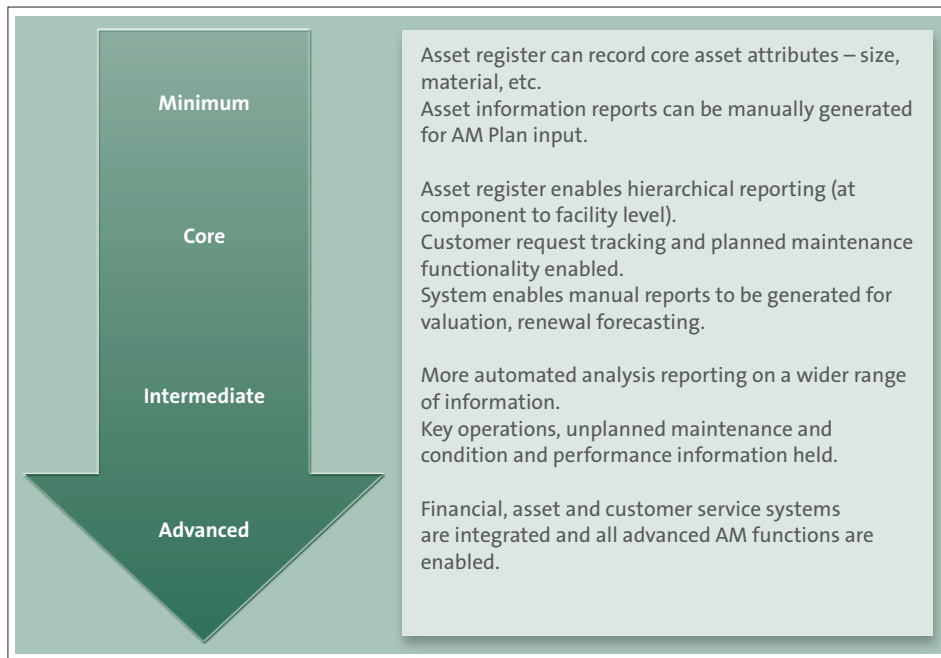 Minimum
Asset register can record core asset attributes – size,
material, etc.
Asset information reports can be manually generated
for AM Plan input.
Core
Asset register enables hierarchical reporting (at
component to facility level).
Customer request tracking and planned maintenance
functionality enabled.
System enables manual reports to be generated for
valuation, renewal forecasting.
Intermediate
More automated analysis reporting on a wider range
of information.
Key operations, unplanned maintenance and
condition and performance information held.
Advanced
Financial, asset and customer service systems
are integrated and all advanced AM functions are
enabled.